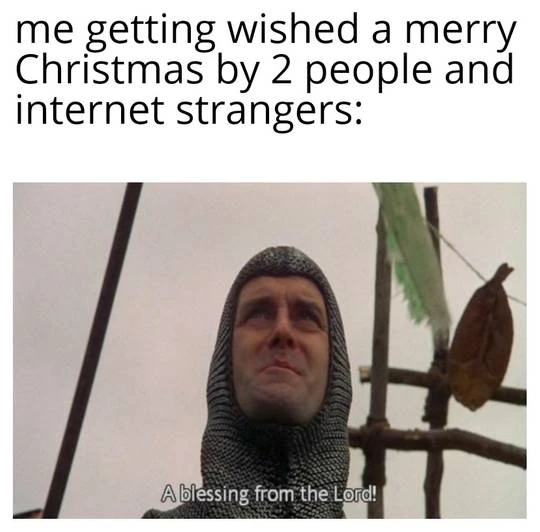 me getting wished a merry
Christmas by 2 people and
internet strangers:
A blessing from the Lord!